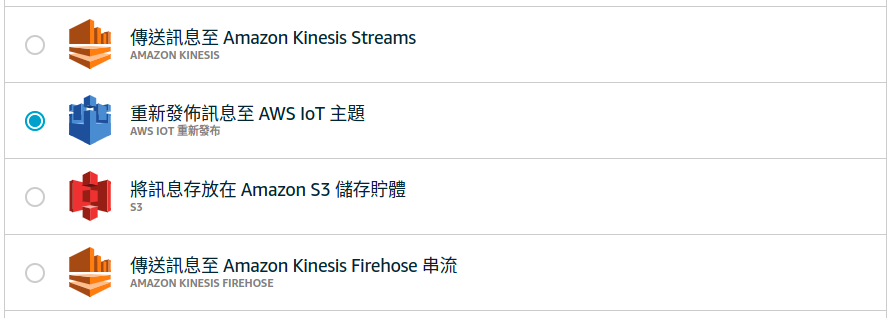 傳送訊息至 Amazon Kinesis Streams
AMAZON KINESIS
重新發佈訊息至 AWS IoT 主題
AWS IOT 重新發布
將訊息存放在 Amazon S3 儲存貯體
S3
傳送訊息至 Amazon Kinesis Firehose 串流
AMAZON KINESIS FIREHOSE